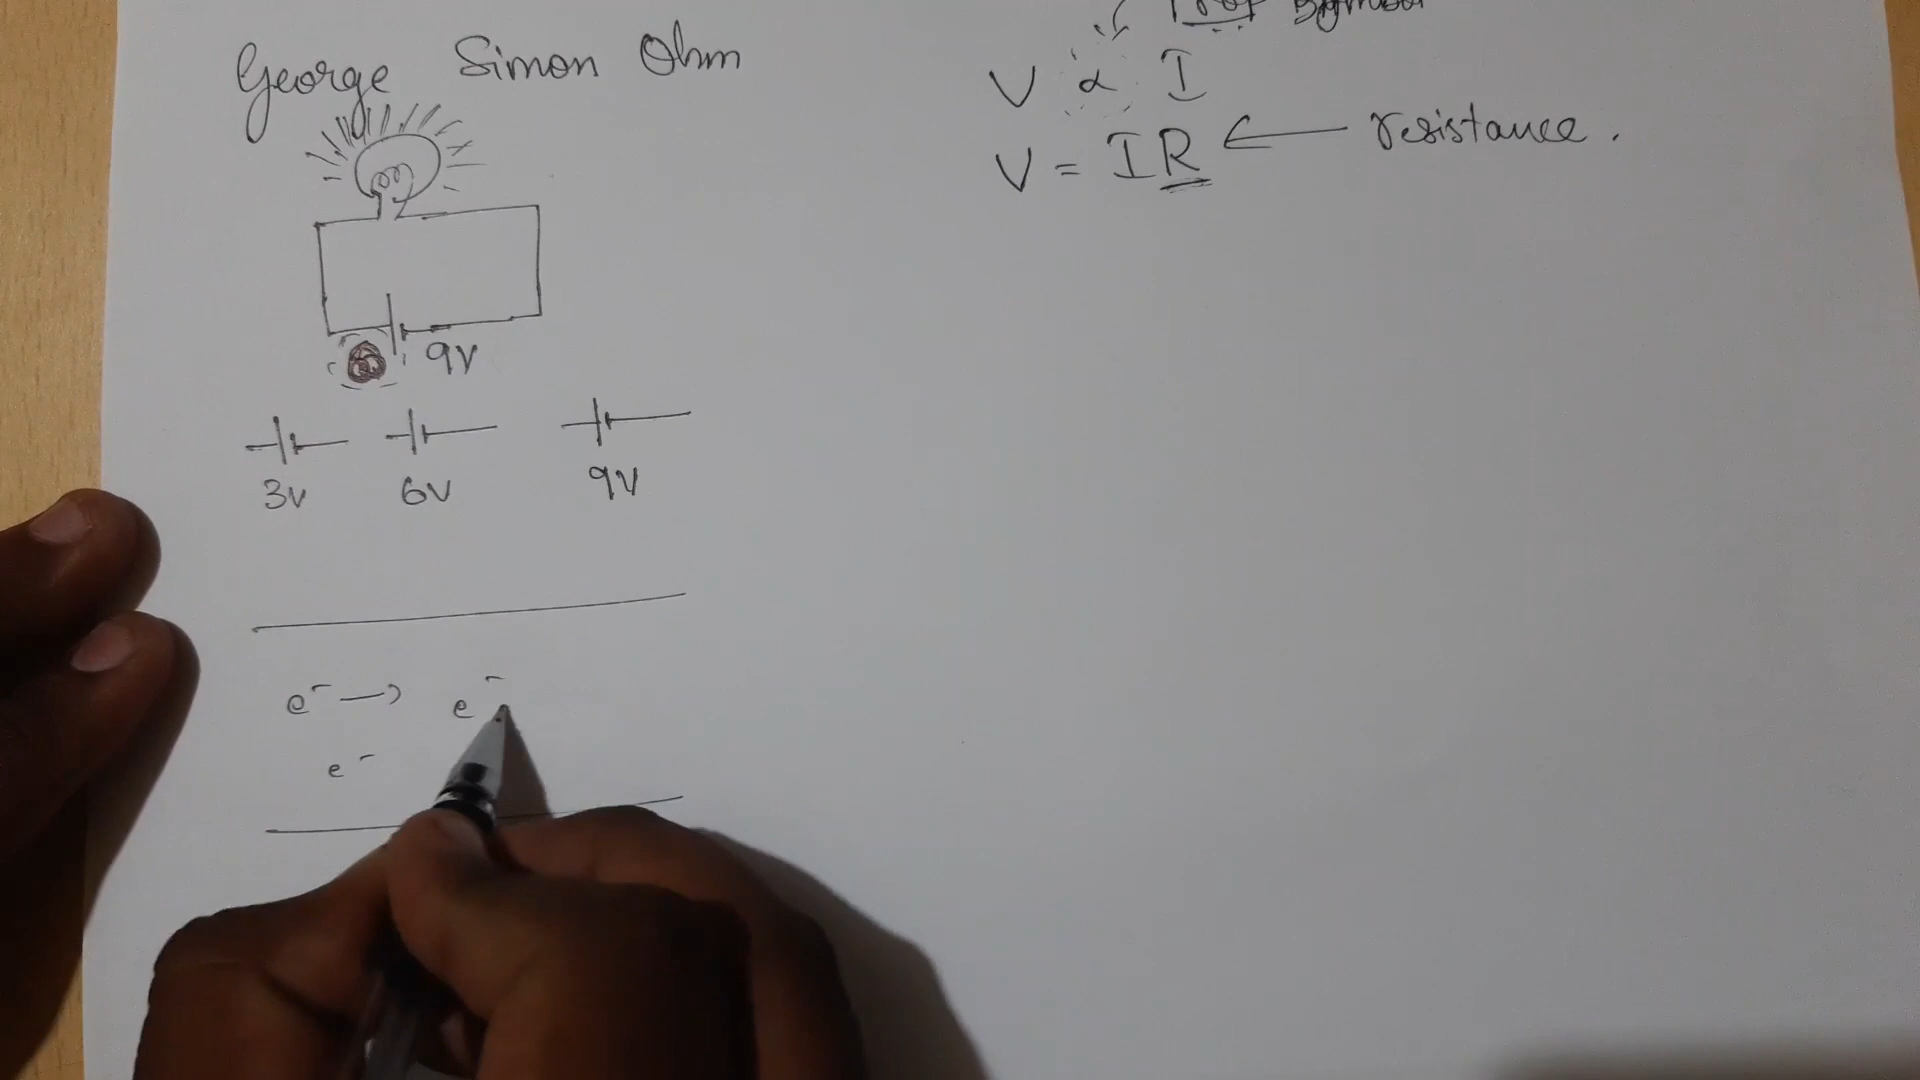 George Simon Ohm
V ∝ I
V = IR ← resistance.
9V
3V 6V 9V
e⁻ → e⁻
e⁻